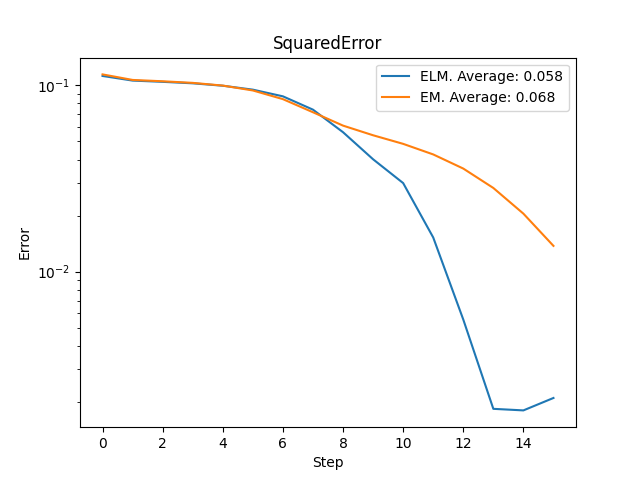 SquaredError
ELM. Average: 0.058
EM. Average: 0.068
10⁻¹
10⁻²
Error
0 2 4 6 8 10 12 14
Step